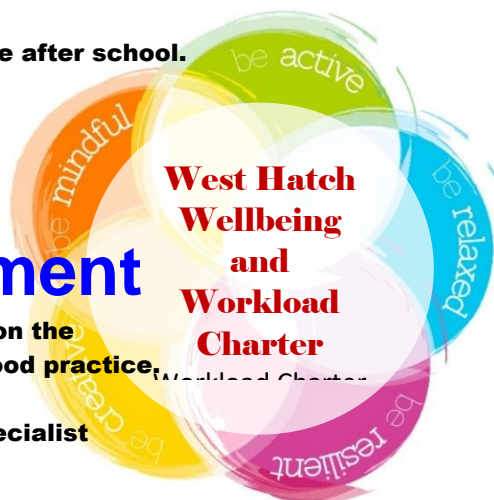 e after school.
be active
be mindful
be relaxed
West Hatch
Wellbeing
and
Workload
Charter
Workload Charter
ment
on the
ood practice.
ecialist
be creative
be resilient